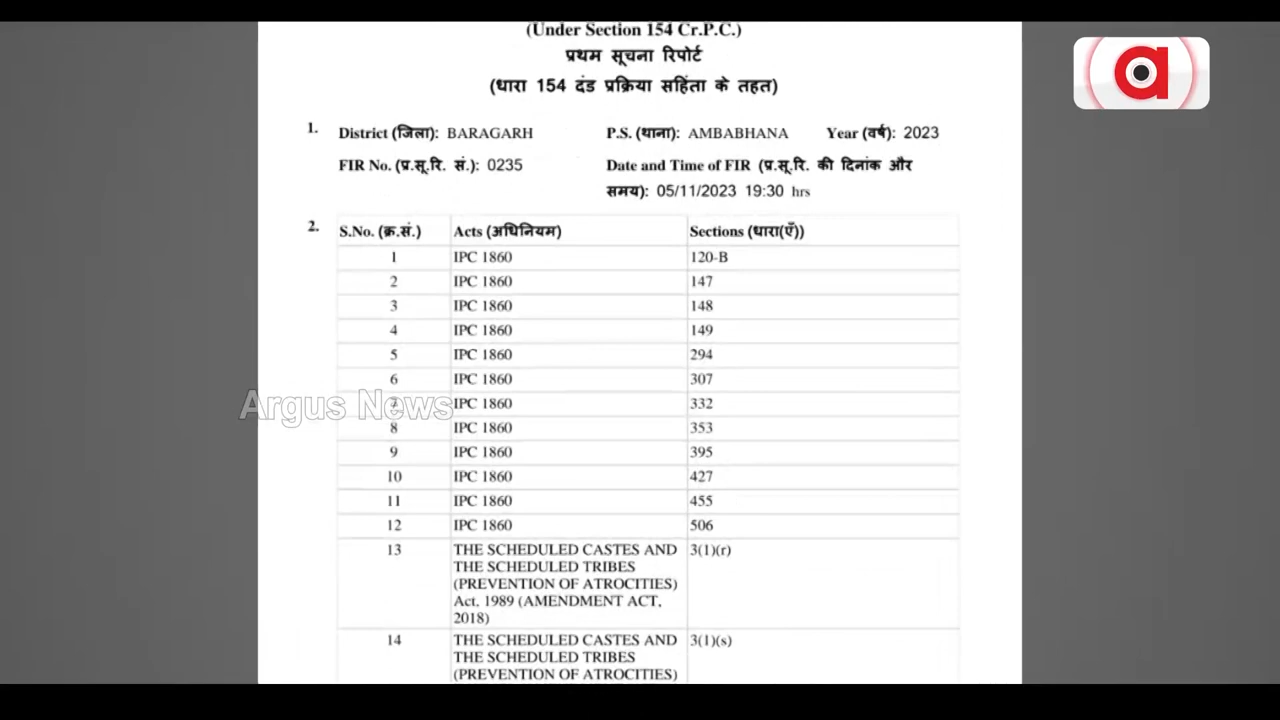 (Under Section 154 Cr.P.C.)
प्रथम सूचना रिपोर्ट
(धारा 154 दंड प्रक्रिया सहिंता के तहत)
1. District (जिला): BARAGARH P.S. (थाना): AMBABHANA Year (वर्ष): 2023
FIR No. (प्र.सू.रि. सं.): 0235 Date and Time of FIR (प्र.सू.रि. की दिनांक और
समय): 05/11/2023 19:30 hrs
2. S.No. (क्र.सं.) Acts (अधिनियम) Sections (धारा(एँ))
1 IPC 1860 120-B
2 IPC 1860 147
3 IPC 1860 148
4 IPC 1860 149
5 IPC 1860 294
6 IPC 1860 307
7 IPC 1860 332
Argus News
8 IPC 1860 353
9 IPC 1860 395
10 IPC 1860 427
11 IPC 1860 455
12 IPC 1860 506
13 THE SCHEDULED CASTES AND 3(1)(r)
THE SCHEDULED TRIBES
(PREVENTION OF ATROCITIES)
Act, 1989 (AMENDMENT ACT,
2018)
14 THE SCHEDULED CASTES AND 3(1)(s)
THE SCHEDULED TRIBES
(PREVENTION OF ATROCITIES)
a